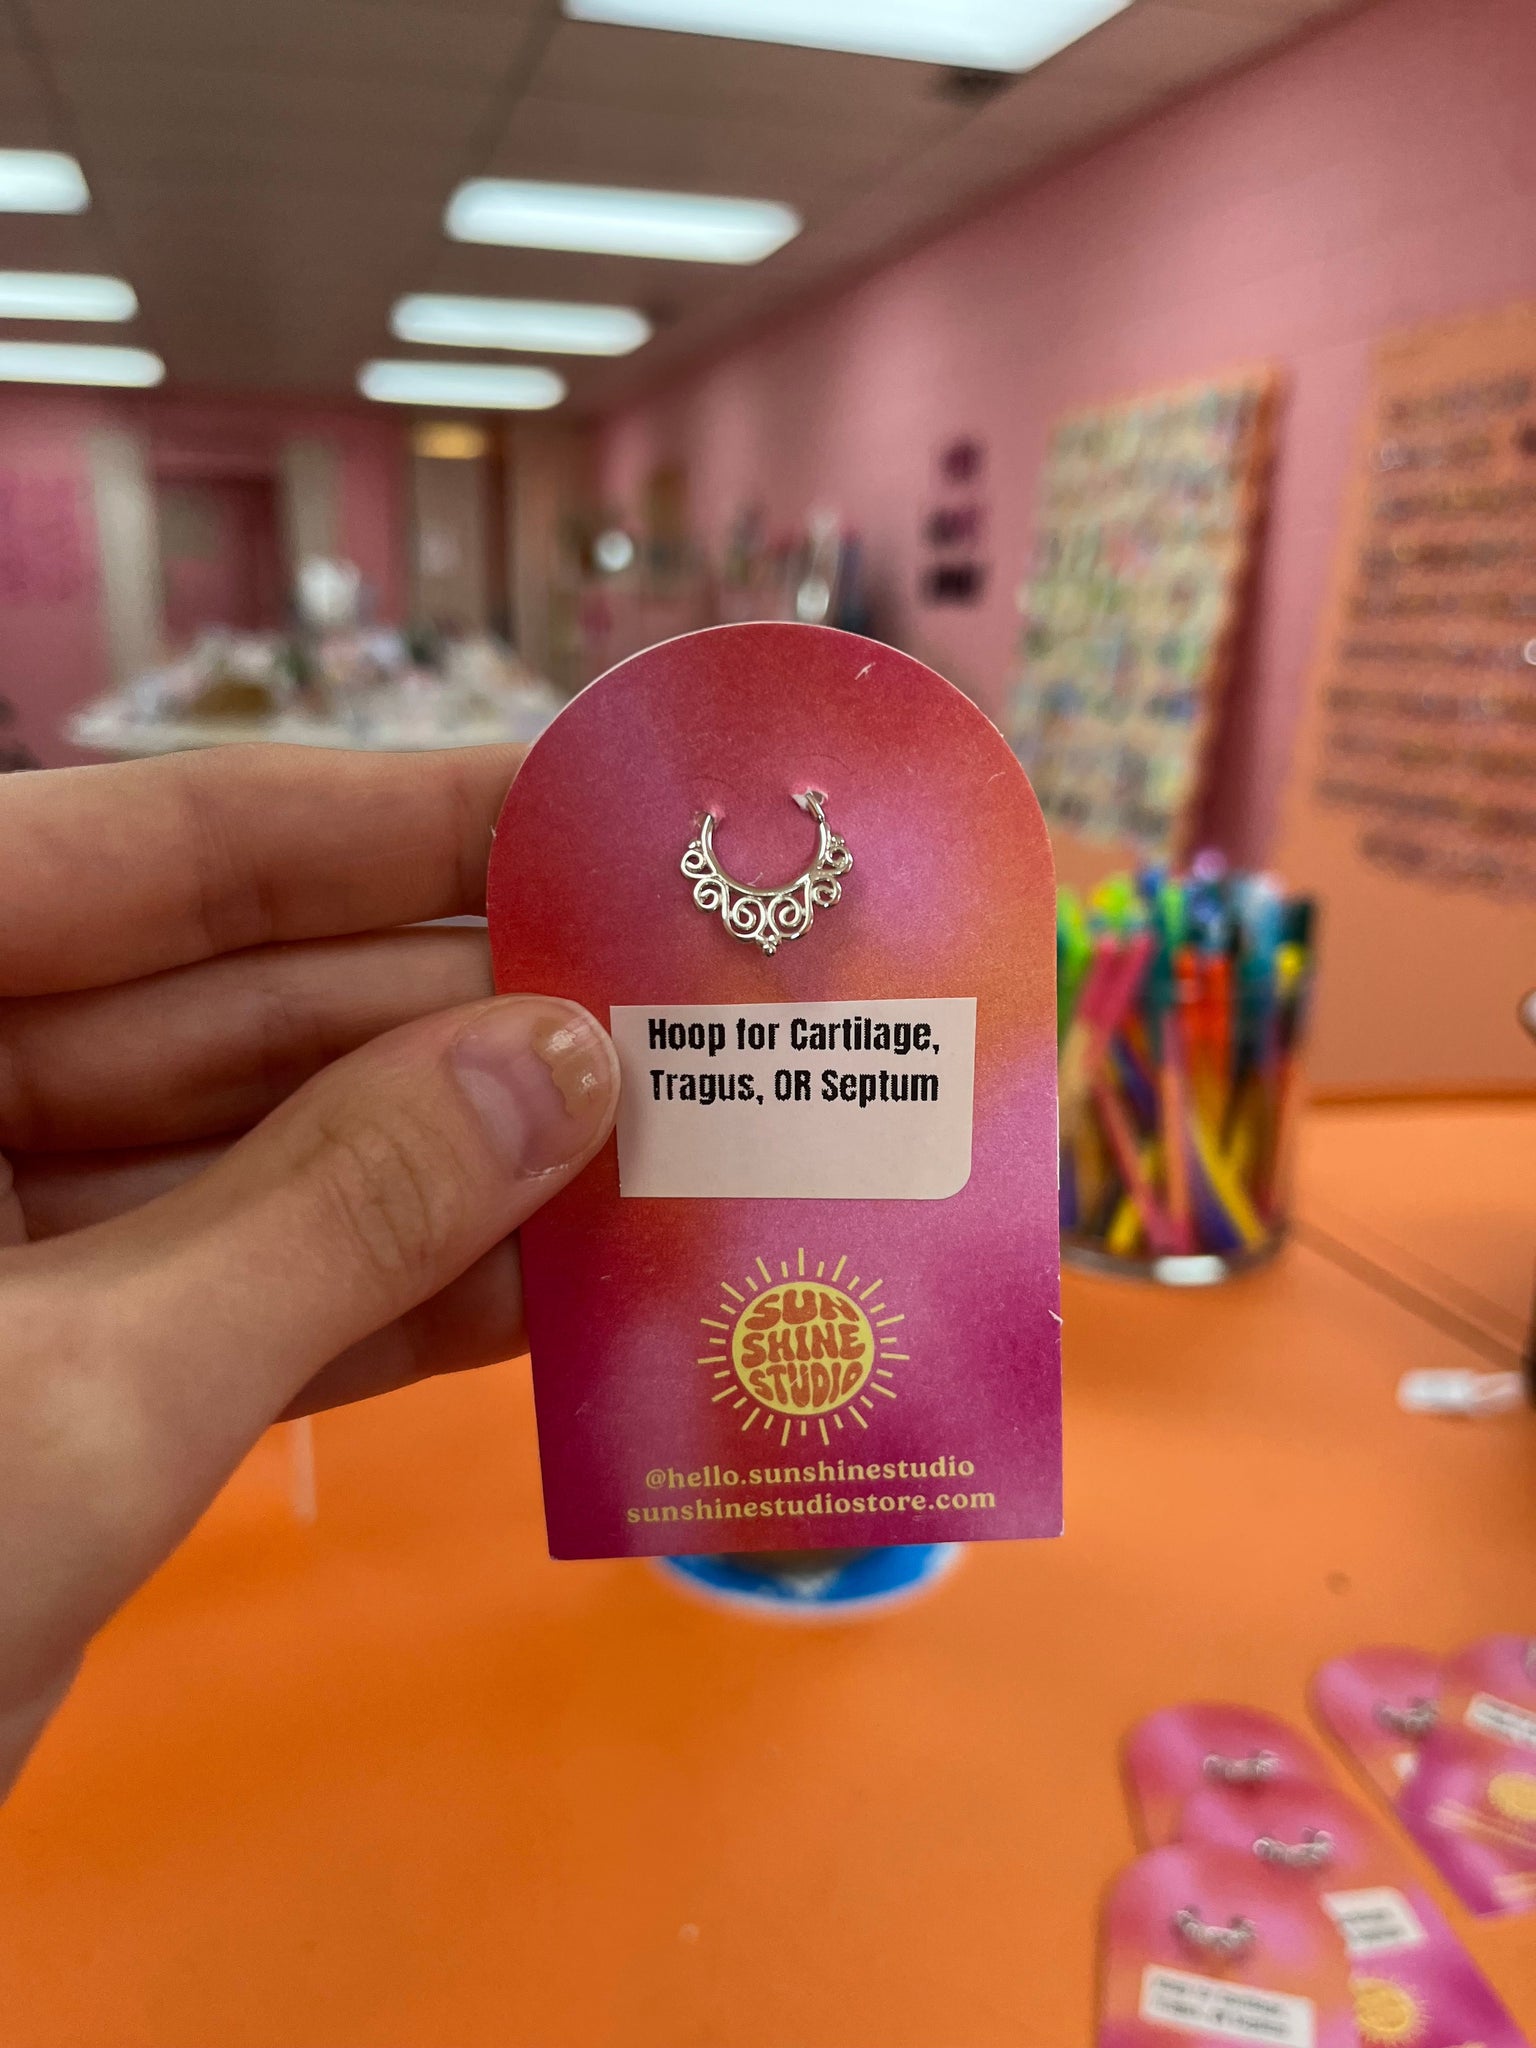 Hoop for Cartilage,
Tragus, OR Septum
SUN
SHINE
STUDIO
@hello.sunshinestudio
sunshinestudiostore.com